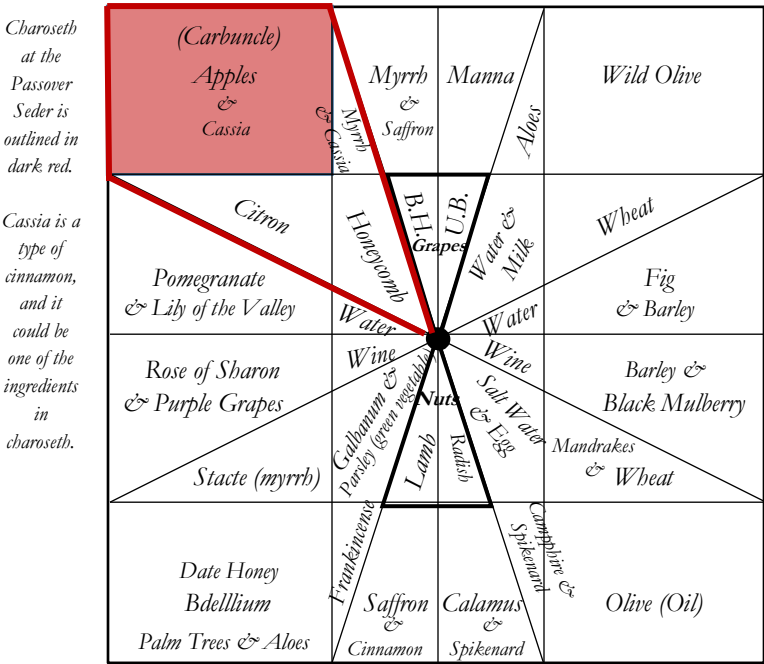 Charoseth
at the
Passover
Seder is
outlined in
dark red.
Cassia is a
type of
cinnamon,
and it
could be
one of the
ingredients
in
charoseth.
(Carbuncle)
Apples
&
Cassia
Myrrh
& Cassia
Myrrh
&
Saffron
Manna
Aloes
Wild Olive
Citron
Honeycomb
B.H.
U.B.
Grapes
Water &
Milk
Wheat
Pomegranate
& Lily of the Valley
Water
Water
Fig
& Barley
Rose of Sharon
& Purple Grapes
Wine
Wine
Barley &
Black Mulberry
Galbanum &
Parsley (green vegetable)
Nuts
Lamb
Radish
Salt Water
& Egg
Mandrakes
& Wheat
Stacte (myrrh)
Frankincense
Campphire &
Spikenard
Date Honey
Bdelllium
Palm Trees & Aloes
Saffron
&
Cinnamon
Calamus
&
Spikenard
Olive (Oil)